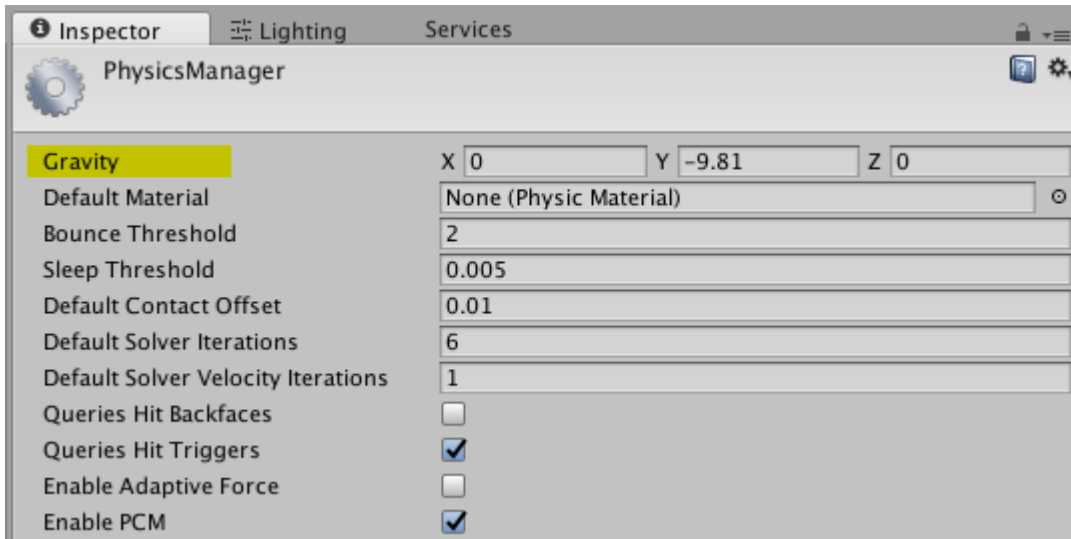 Inspector Lighting Services
PhysicsManager
Gravity X 0 Y -9.81 Z 0
Default Material None (Physic Material)
Bounce Threshold 2
Sleep Threshold 0.005
Default Contact Offset 0.01
Default Solver Iterations 6
Default Solver Velocity Iterations 1
Queries Hit Backfaces
Queries Hit Triggers
Enable Adaptive Force
Enable PCM